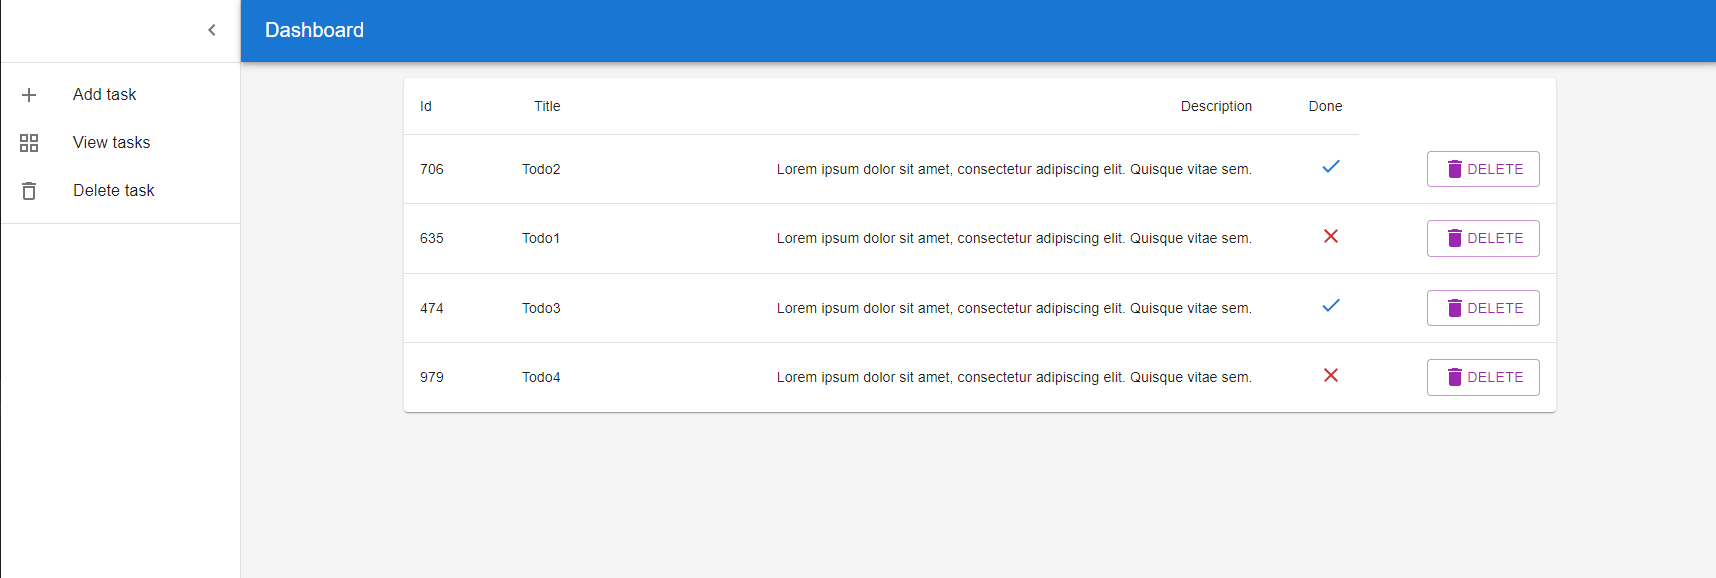 Dashboard
Add task
View tasks
Delete task
Id Title Description Done
706 Todo2 Lorem ipsum dolor sit amet, consectetur adipiscing elit. Quisque vitae sem. DELETE
635 Todo1 Lorem ipsum dolor sit amet, consectetur adipiscing elit. Quisque vitae sem. DELETE
474 Todo3 Lorem ipsum dolor sit amet, consectetur adipiscing elit. Quisque vitae sem. DELETE
979 Todo4 Lorem ipsum dolor sit amet, consectetur adipiscing elit. Quisque vitae sem. DELETE